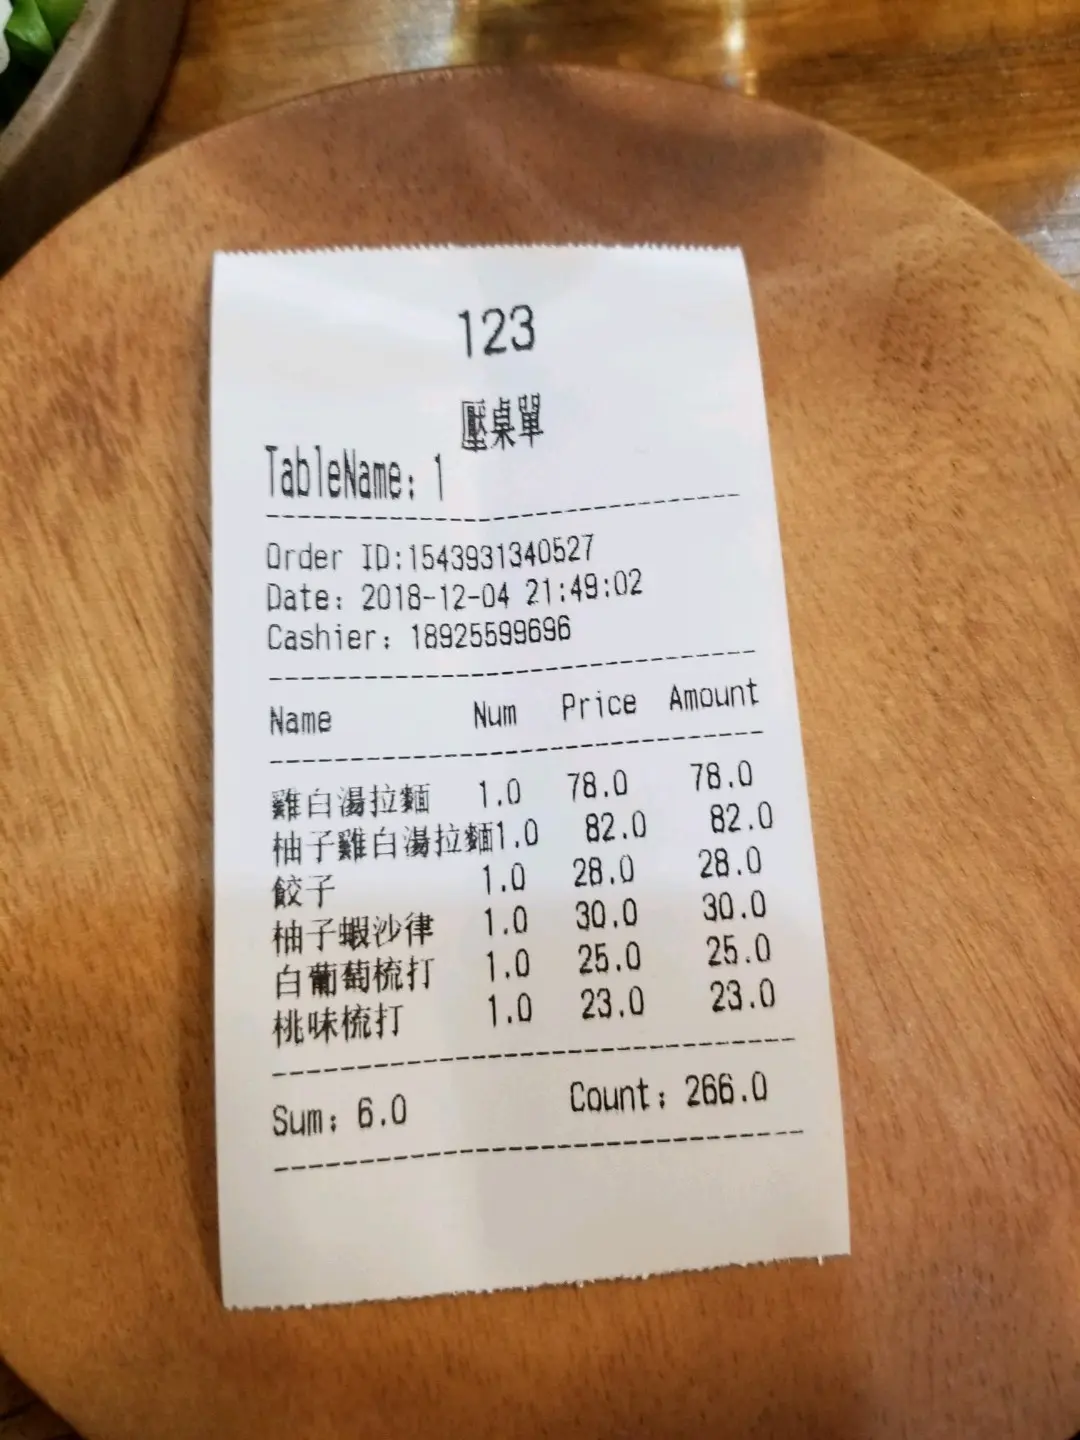 123
壓桌單
TableName: 1
Order ID:1543931340527
Date: 2018-12-04 21:49:02
Cashier: 18925599696
Name Num Price Amount
雞白湯拉麵 1.0 78.0 78.0
柚子雞白湯拉麵1.0 82.0 82.0
餃子 1.0 28.0 28.0
柚子蝦沙律 1.0 30.0 30.0
白葡萄梳打 1.0 25.0 25.0
桃味梳打 1.0 23.0 23.0
Sum: 6.0 Count: 266.0